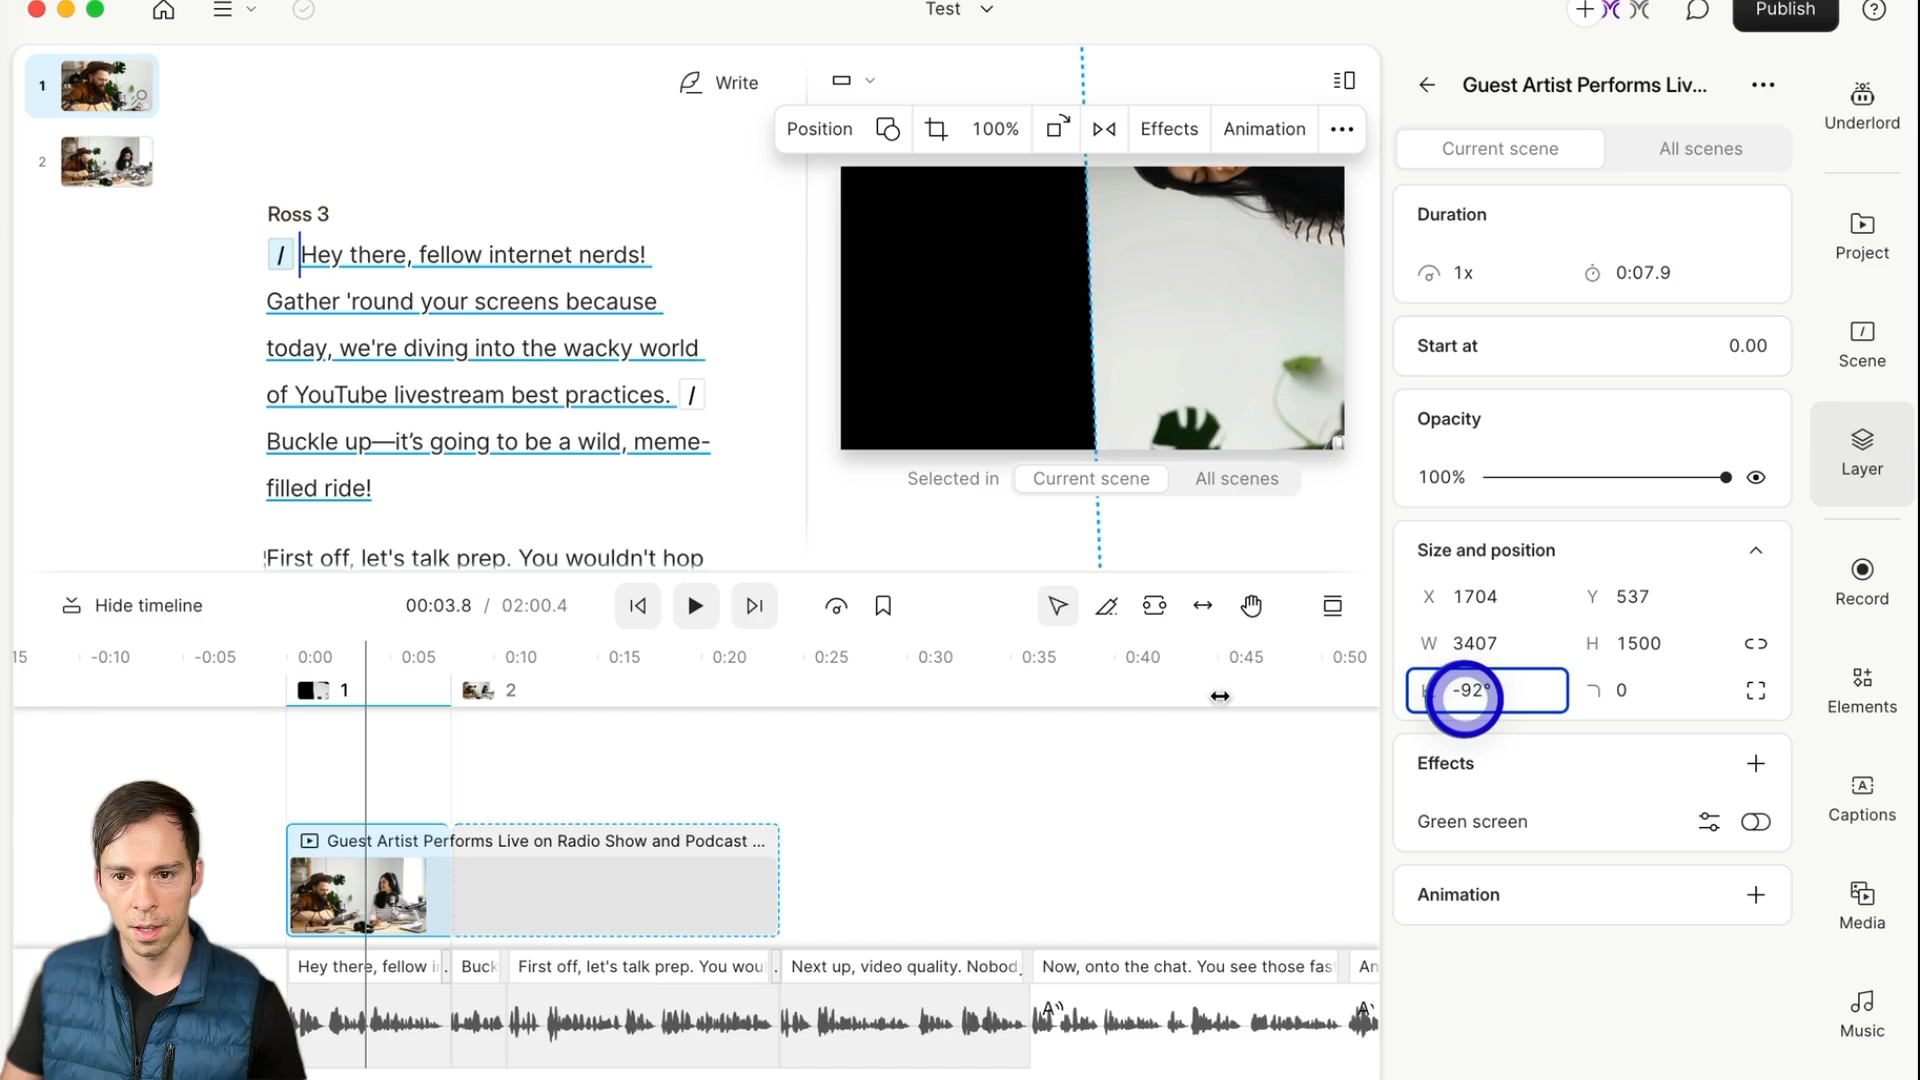 Test
Publish
1
2
Write
Position
100%
Effects
Animation
Ross 3
/ Hey there, fellow internet nerds!
Gather 'round your screens because
today, we're diving into the wacky world
of YouTube livestream best practices. /
Buckle up—it's going to be a wild, meme-
filled ride!
First off, let's talk prep. You wouldn't hop
Selected in
Current scene
All scenes
Guest Artist Performs Liv...
Current scene
All scenes
Duration
1x
0:07.9
Start at
0.00
Opacity
100%
Size and position
X 1704
Y 537
W 3407
H 1500
-92°
0
Effects
Green screen
Animation
Underlord
Project
Scene
Layer
Record
Elements
Captions
Media
Music
Hide timeline
00:03.8 / 02:00.4
15 -0:10 -0:05 0:00 0:05 0:10 0:15 0:20 0:25 0:30 0:35 0:40 0:45 0:50
1
2
Guest Artist Performs Live on Radio Show and Podcast ...
Hey there, fellow
Buck
First off, let's talk prep. You wou
Next up, video quality. Nobody
Now, onto the chat. You see those fas
An